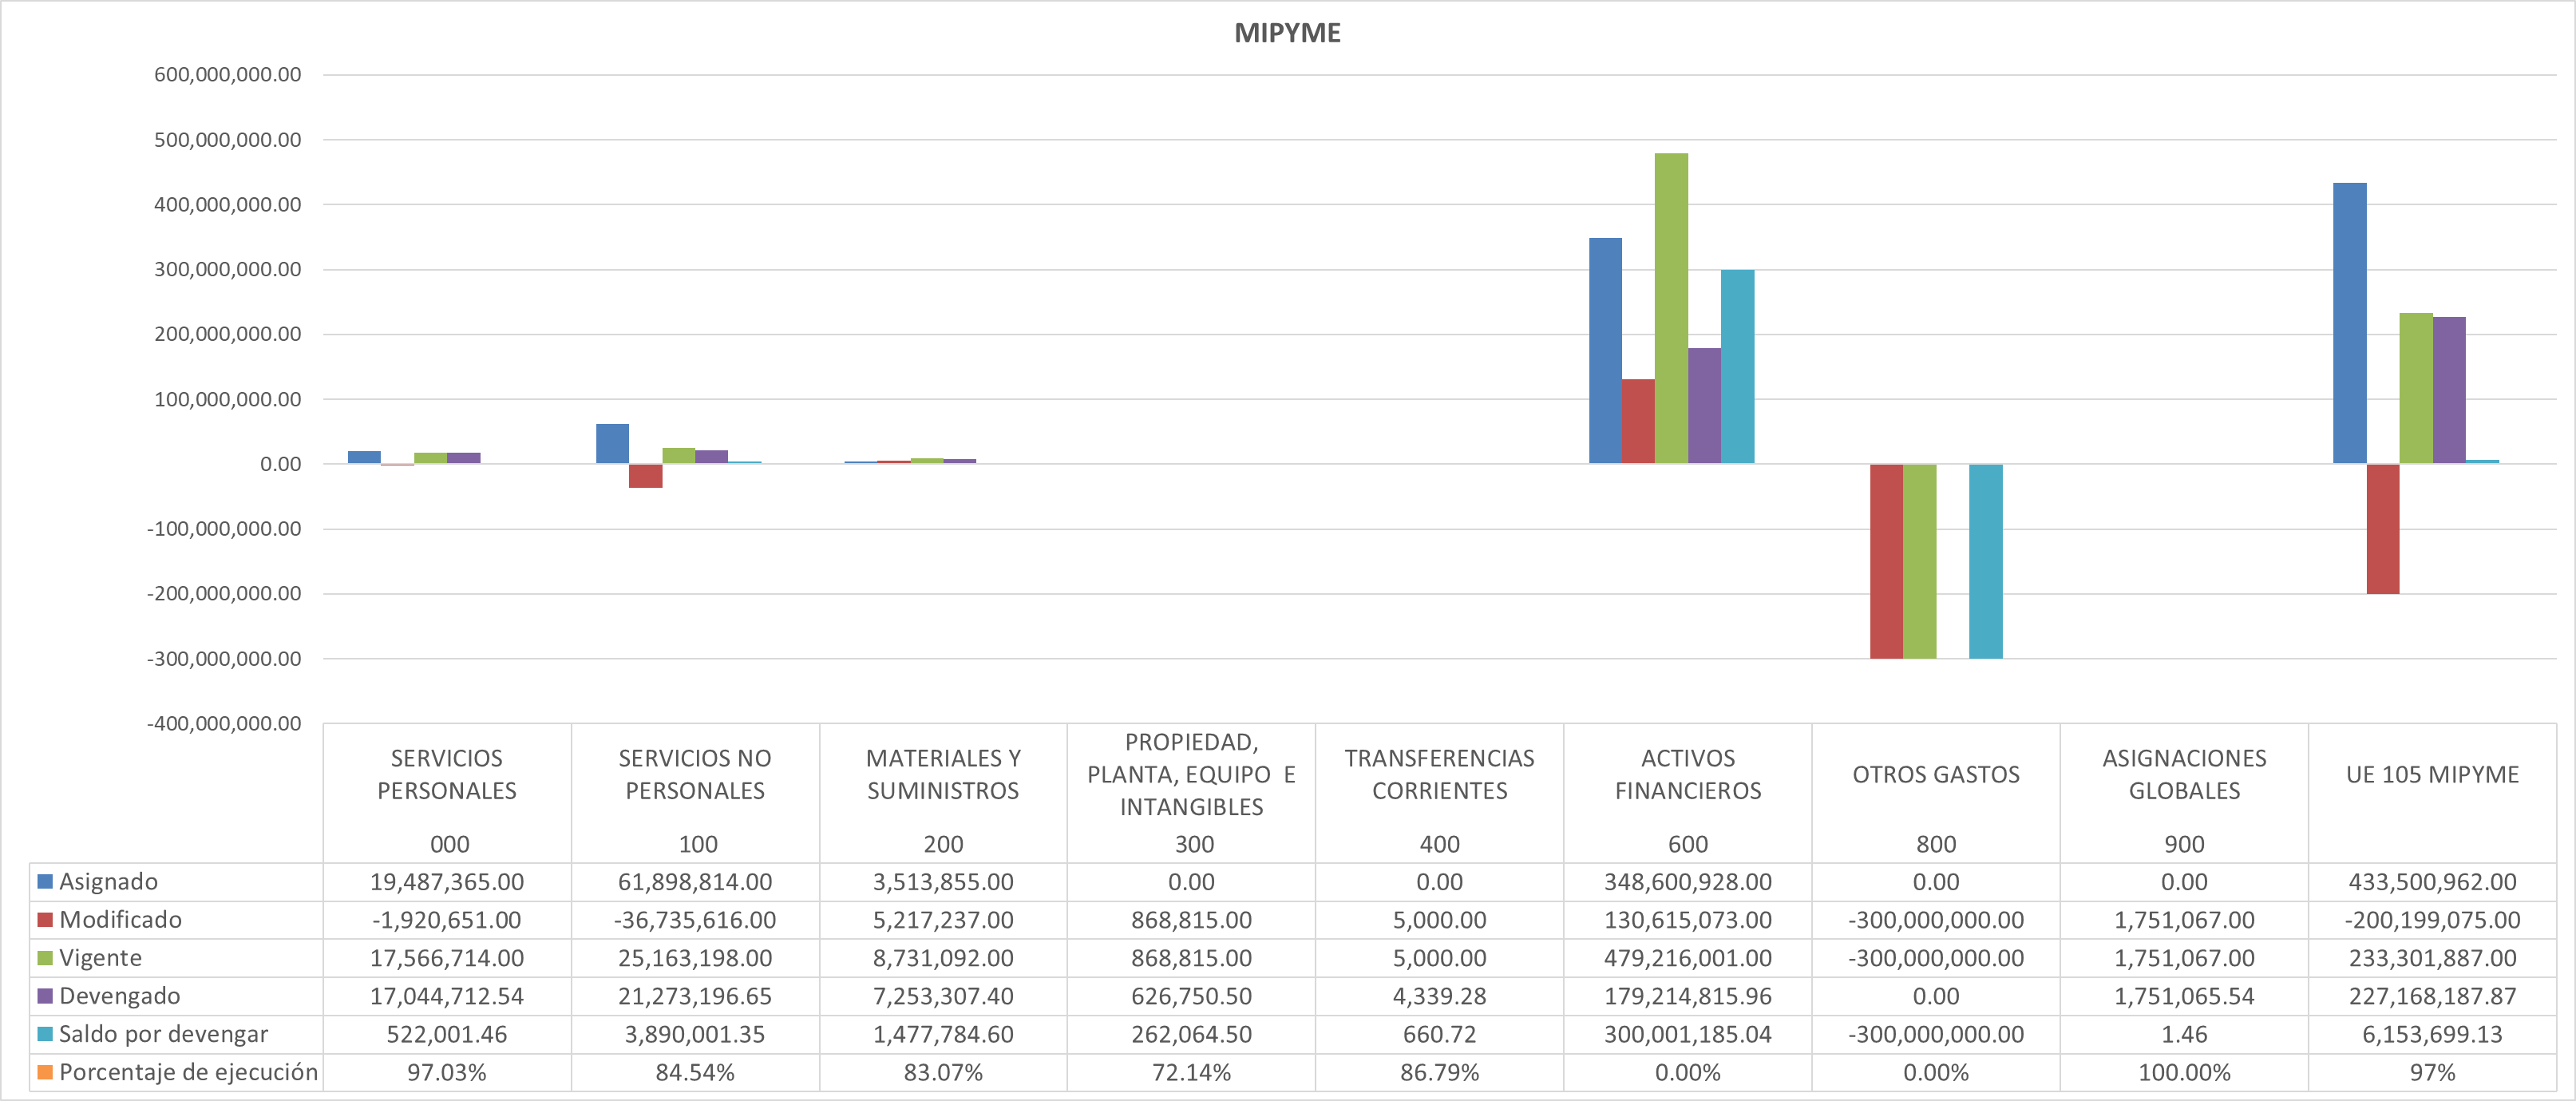 MIPYME
600,000,000.00
500,000,000.00
400,000,000.00
300,000,000.00
200,000,000.00
100,000,000.00
0.00
-100,000,000.00
-200,000,000.00
-300,000,000.00
-400,000,000.00
SERVICIOS PERSONALES 000
SERVICIOS NO PERSONALES 100
MATERIALES Y SUMINISTROS 200
PROPIEDAD, PLANTA, EQUIPO E INTANGIBLES 300
TRANSFERENCIAS CORRIENTES 400
ACTIVOS FINANCIEROS 600
OTROS GASTOS 800
ASIGNACIONES GLOBALES 900
UE 105 MIPYME
Asignado 19,487,365.00 61,898,814.00 3,513,855.00 0.00 0.00 348,600,928.00 0.00 0.00 433,500,962.00
Modificado -1,920,651.00 -36,735,616.00 5,217,237.00 868,815.00 5,000.00 130,615,073.00 -300,000,000.00 1,751,067.00 -200,199,075.00
Vigente 17,566,714.00 25,163,198.00 8,731,092.00 868,815.00 5,000.00 479,216,001.00 -300,000,000.00 1,751,067.00 233,301,887.00
Devengado 17,044,712.54 21,273,196.65 7,253,307.40 626,750.50 4,339.28 179,214,815.96 0.00 1,751,065.54 227,168,187.87
Saldo por devengar 522,001.46 3,890,001.35 1,477,784.60 262,064.50 660.72 300,001,185.04 -300,000,000.00 1.46 6,153,699.13
Porcentaje de ejecución 97.03% 84.54% 83.07% 72.14% 86.79% 0.00% 0.00% 100.00% 97%